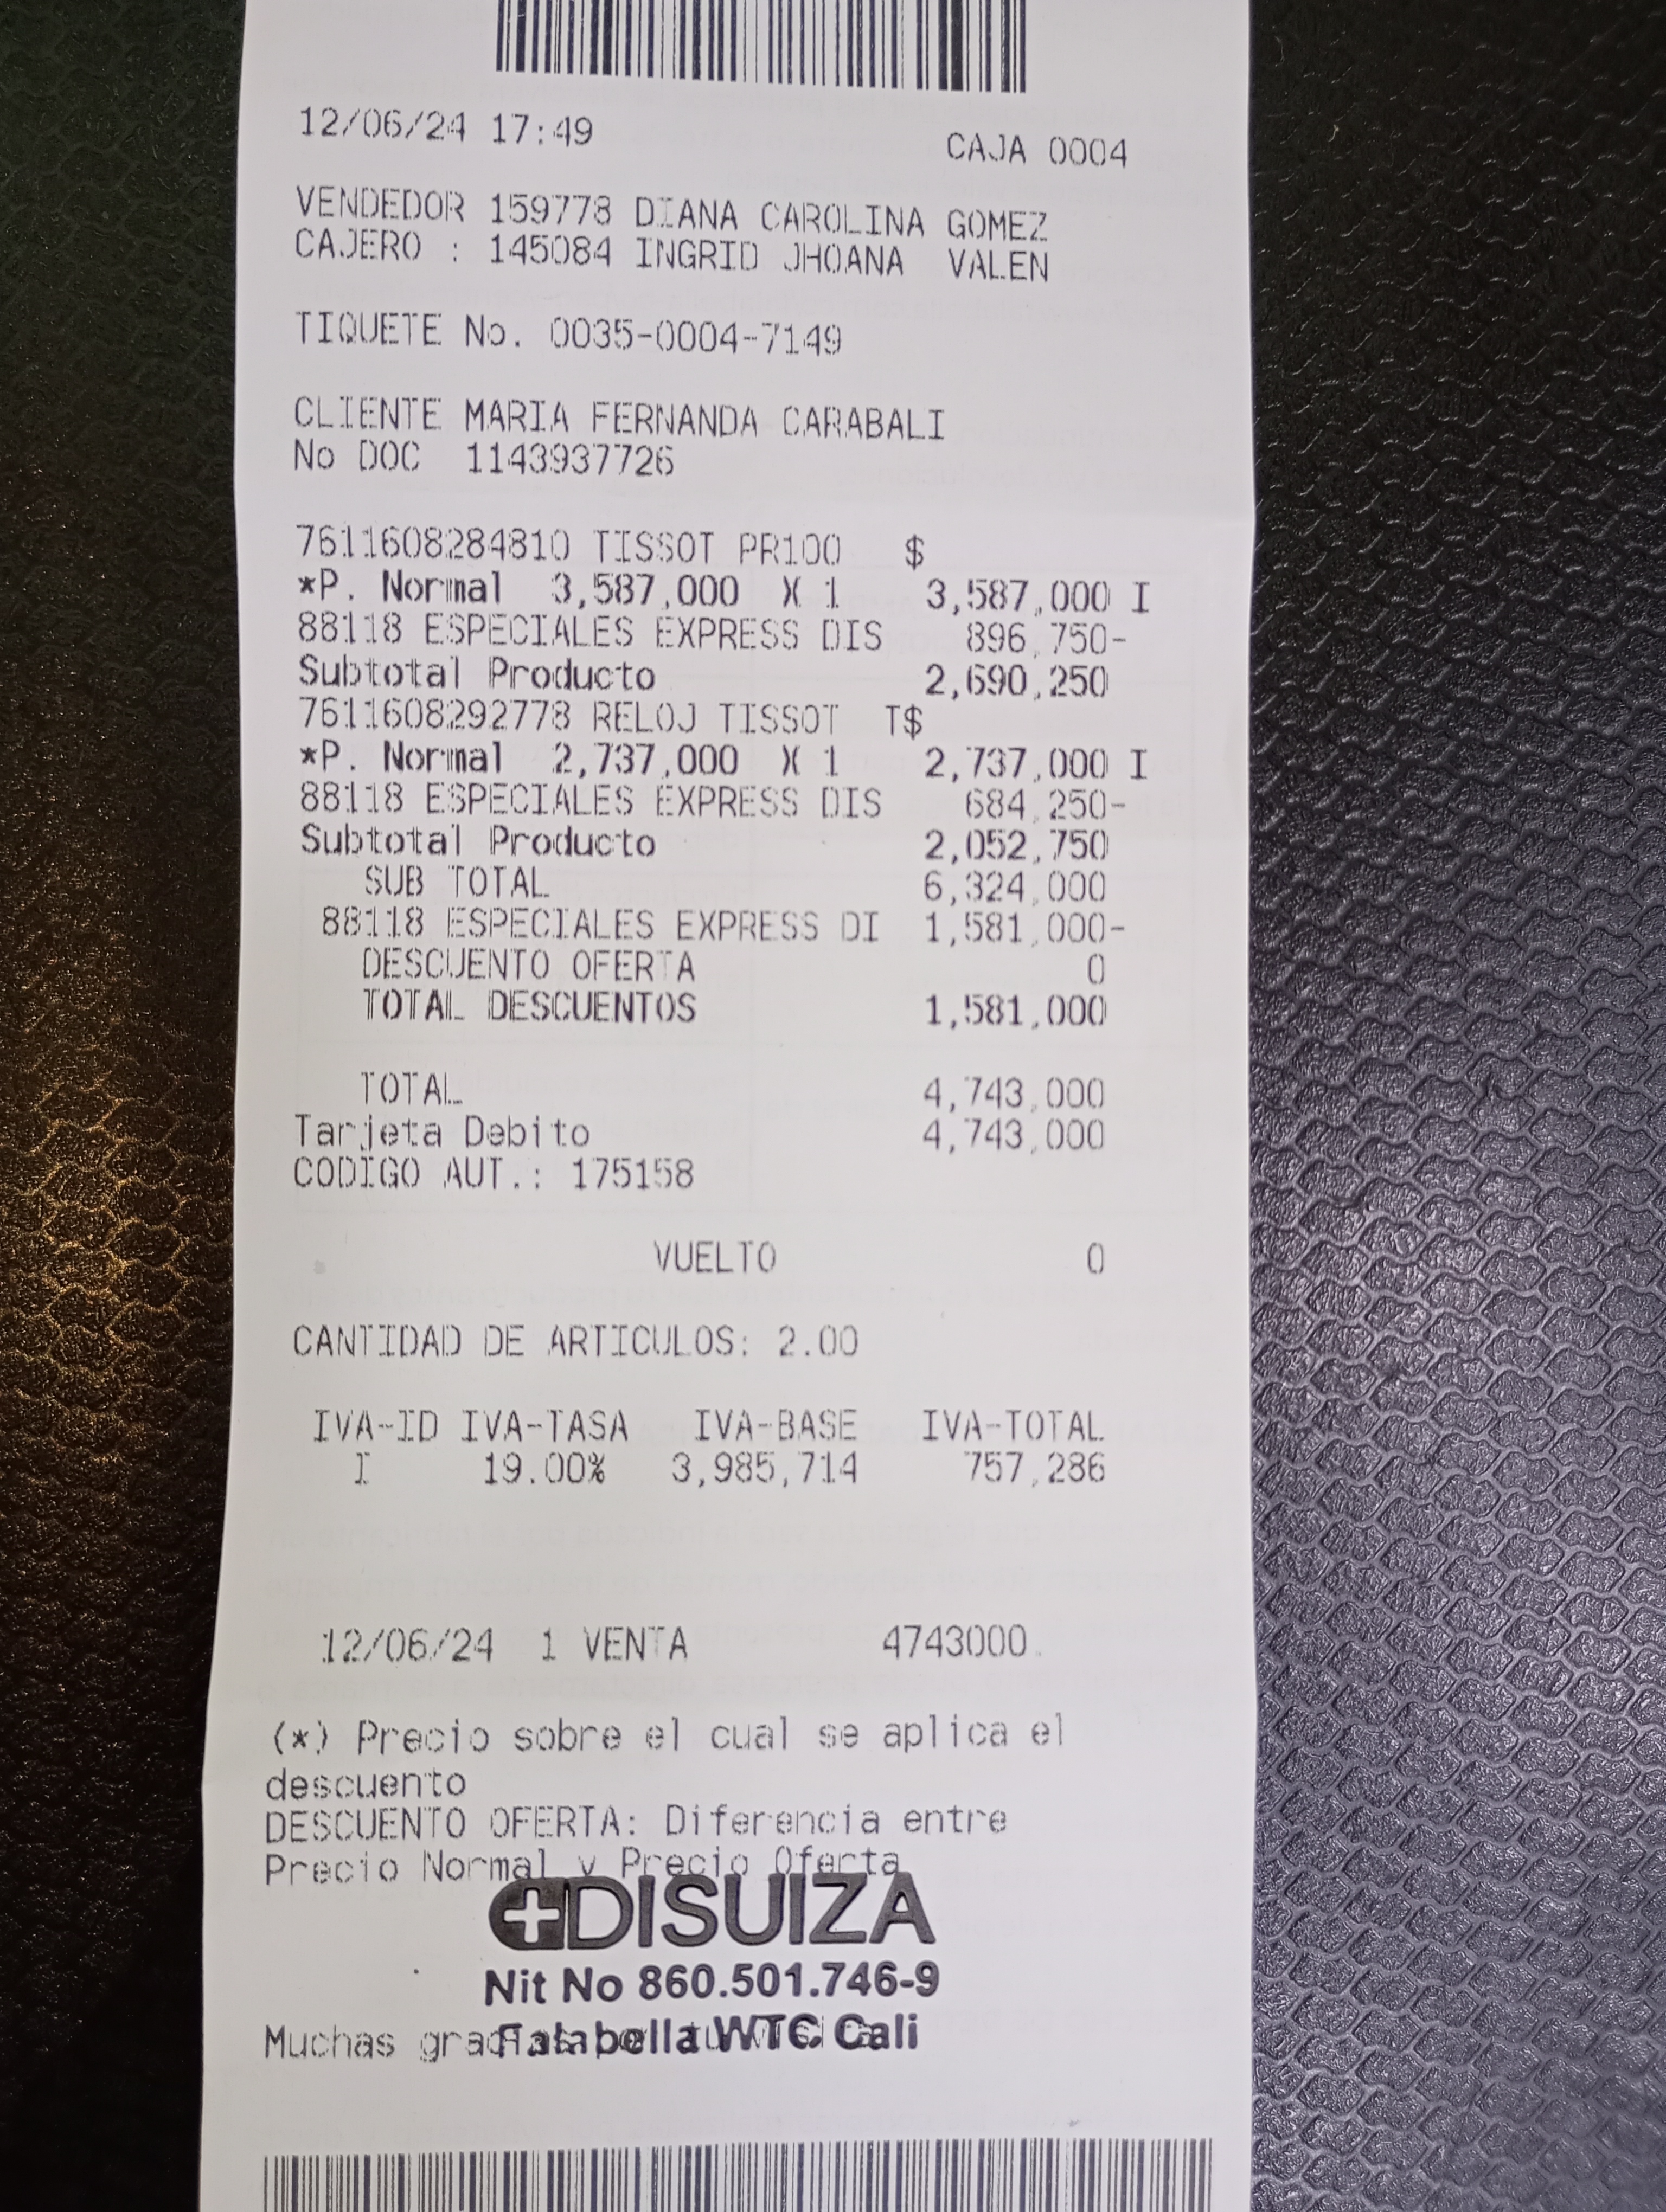 12/06/24 17:49 CAJA 0004
VENDEDOR 159778 DIANA CAROLINA GOMEZ
CAJERO : 145084 INGRID JHOANA VALEN
TIQUETE No. 0035-0004-7149
CLIENTE MARIA FERNANDA CARABALI
No DOC 1143937726
7611608284810 TISSOT PR100 $
*P. Normal 3,587,000 X 1 3,587,000 I
88118 ESPECIALES EXPRESS DIS 896,750-
Subtotal Producto 2,690,250
7611608292778 RELOJ TISSOT T$
*P. Normal 2,737,000 X 1 2,737,000 I
88118 ESPECIALES EXPRESS DIS 684,250-
Subtotal Producto 2,052,750
SUB TOTAL 6,324,000
88118 ESPECIALES EXPRESS DI 1,581,000-
DESCUENTO OFERTA 0
TOTAL DESCUENTOS 1,581,000
TOTAL 4,743,000
Tarjeta Debito 4,743,000
CODIGO AUT.: 175158
VUELTO 0
CANTIDAD DE ARTICULOS: 2.00
IVA-ID IVA-TASA IVA-BASE IVA-TOTAL
I 19.00% 3,985,714 757,286
12/06/24 1 VENTA 4743000.
(*) Precio sobre el cual se aplica el
descuento
DESCUENTO OFERTA: Diferencia entre
Precio Normal y Precio Oferta
DISUIZA
Nit No 860.501.746-9
Falabella WTC Cali
Muchas